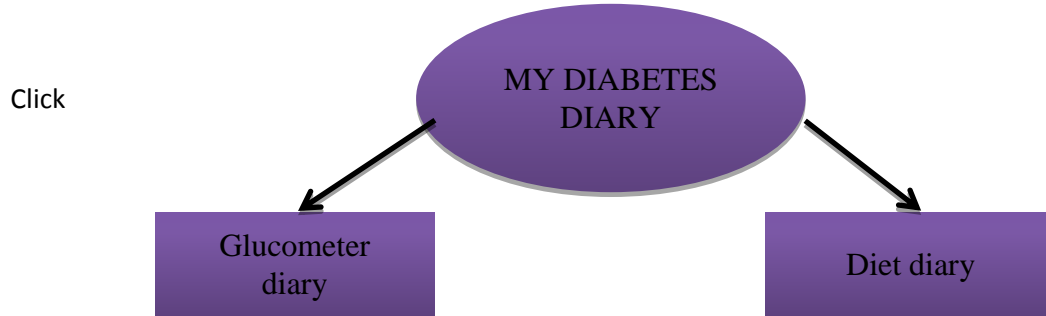 Click
MY DIABETES
DIARY
Glucometer
diary
Diet diary